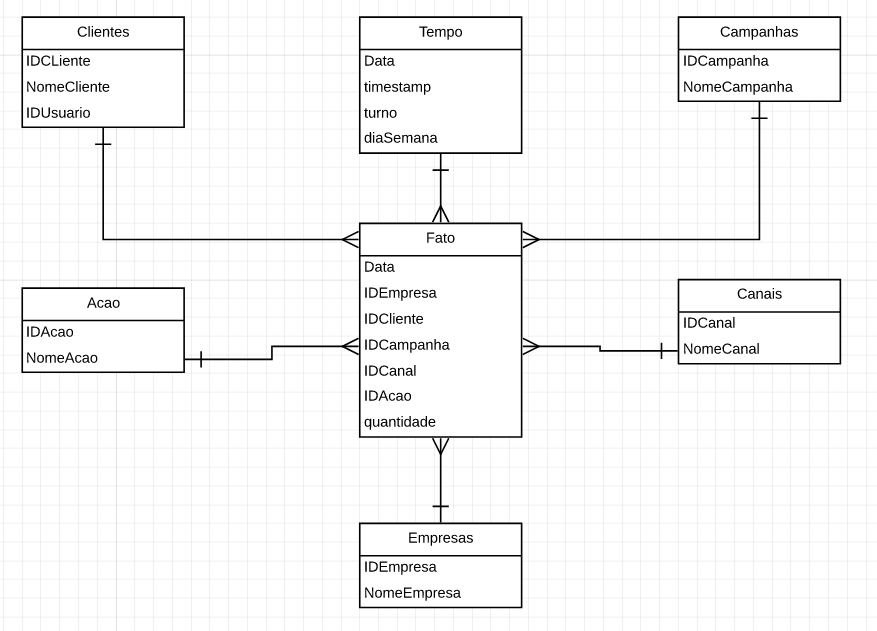 Clientes
IDCLiente
NomeCliente
IDUsuario
Tempo
Data
timestamp
turno
diaSemana
Campanhas
IDCampanha
NomeCampanha
Fato
Data
IDEmpresa
IDCliente
IDCampanha
IDCanal
IDAcao
quantidade
Acao
IDAcao
NomeAcao
Canais
IDCanal
NomeCanal
Empresas
IDEmpresa
NomeEmpresa